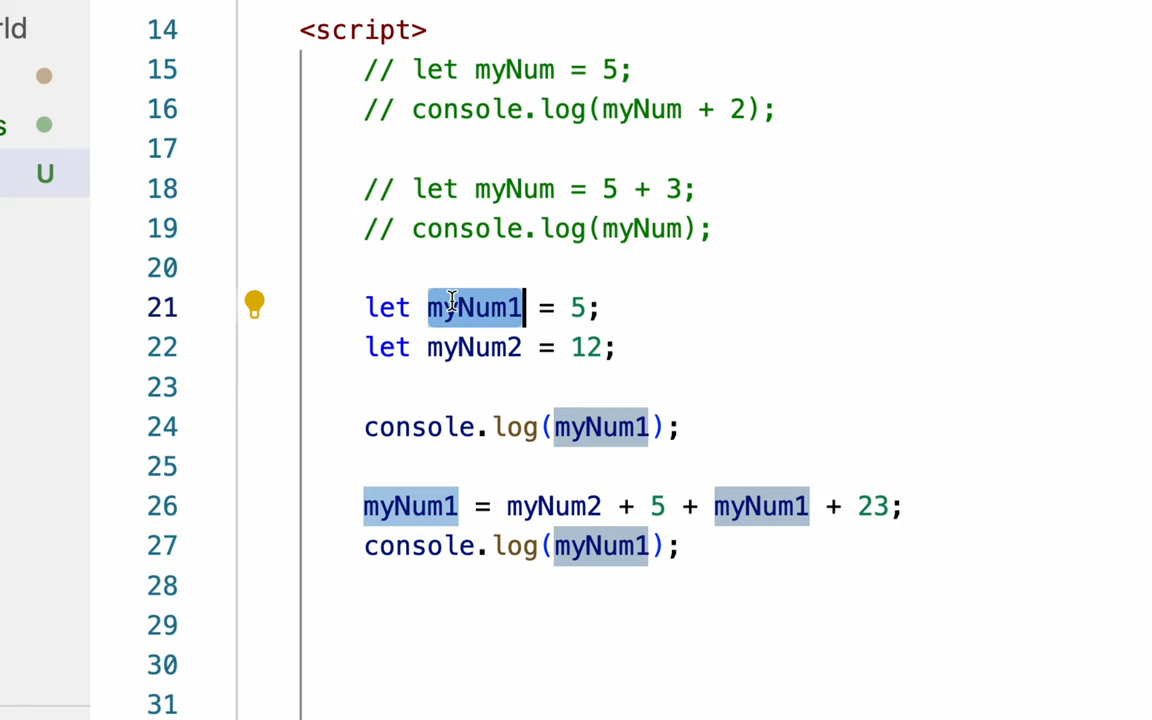 rld
s
U
14 <script>
15 // let myNum = 5;
16 // console.log(myNum + 2);
17
18 // let myNum = 5 + 3;
19 // console.log(myNum);
20
21 let myNum1 = 5;
22 let myNum2 = 12;
23
24 console.log(myNum1);
25
26 myNum1 = myNum2 + 5 + myNum1 + 23;
27 console.log(myNum1);
28
29
30
31